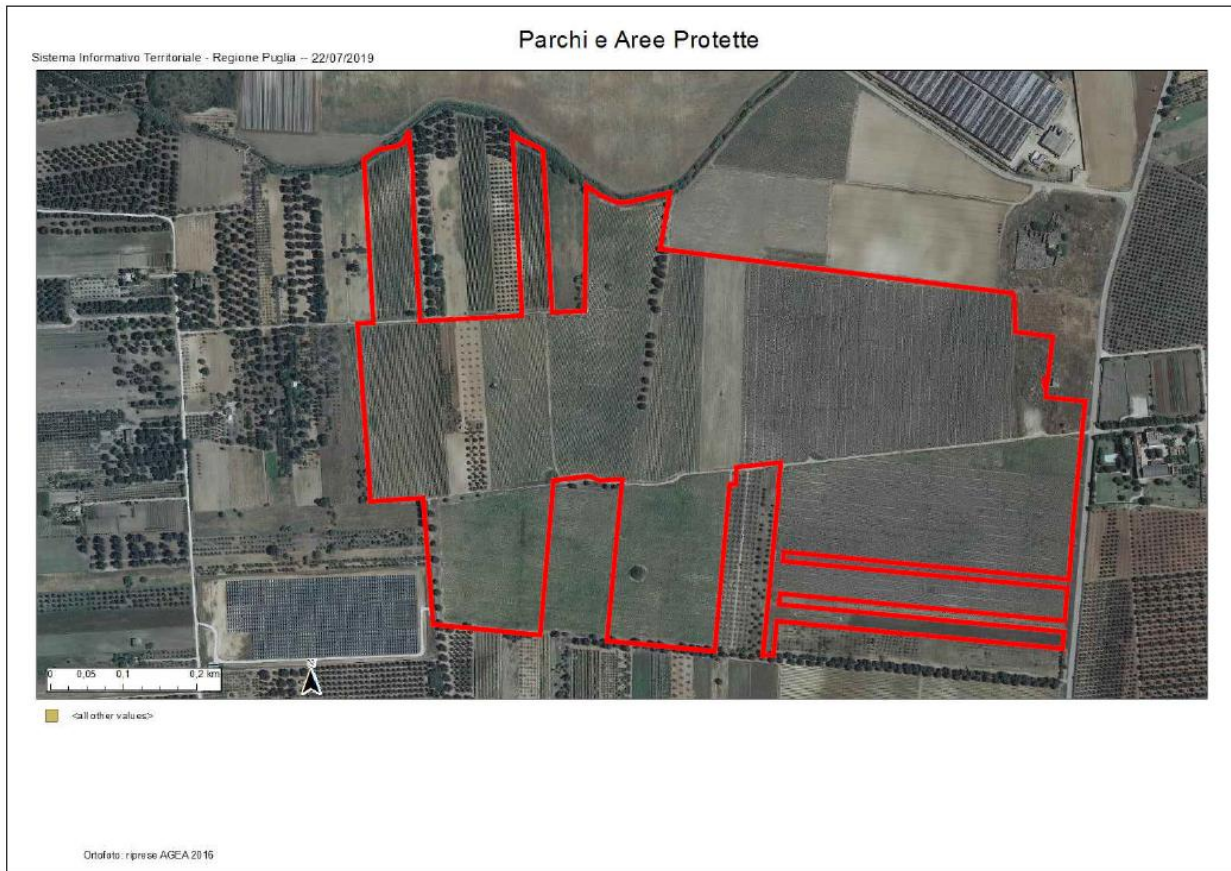 Parchi e Aree Protette
Sistema Informativo Territoriale - Regione Puglia -- 22/07/2019
0 0,05 0,1 0,2 km
<all other values>
Ortofoto: riprese AGEA 2016